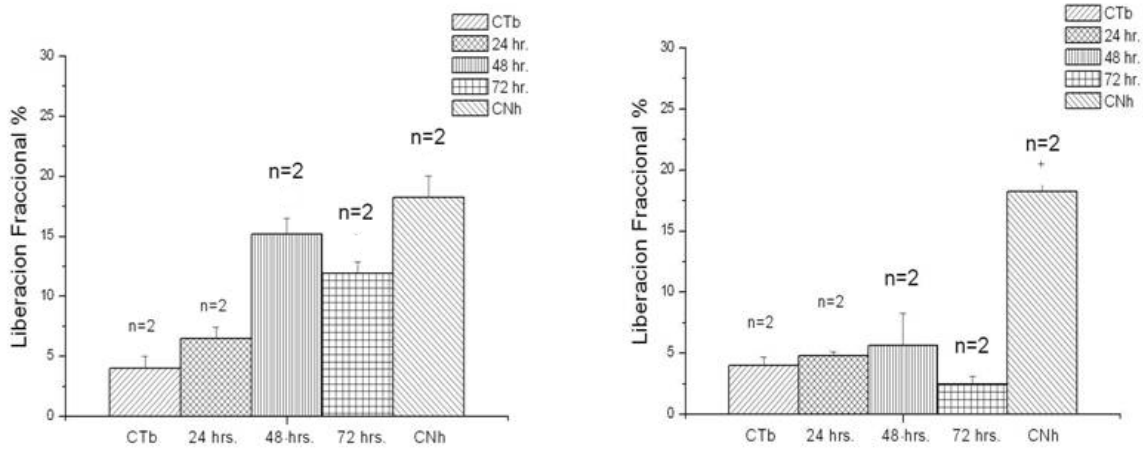 CTb
24 hr.
48 hr.
72 hr.
CNh
Liberacion Fraccional %
30
25
20
15
10
5
0
n=2
n=2
n=2
n=2
n=2
CTb
24 hrs.
48-hrs.
72 hrs.
CNh
CTb
24 hr.
48 hr.
72 hr.
CNh
Liberacion Fraccional %
30
25
20
15
10
5
0
n=2
n=2
n=2
n=2
n=2
+
CTb
24 hrs.
48-hrs.
72 hrs.
CNh